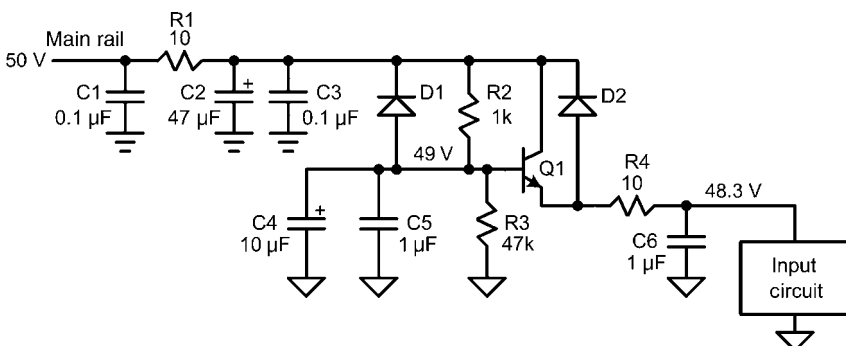 Main rail
50 V
R1
10
C1
0.1 µF
C2
47 µF
+
C3
0.1 µF
D1
R2
1k
D2
49 V
Q1
R4
10
48.3 V
C4
10 µF
+
C5
1 µF
R3
47k
C6
1 µF
Input
circuit